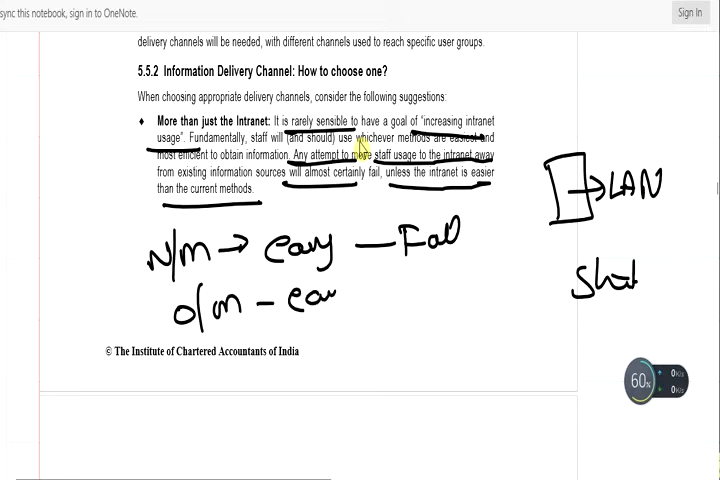 sync this notebook, sign in to OneNote.
Sign In
delivery channels will be needed, with different channels used to reach specific user groups.
5.5.2 Information Delivery Channel: How to choose one?
When choosing appropriate delivery channels, consider the following suggestions:
♦ More than just the Intranet: It is rarely sensible to have a goal of “increasing intranet
usage”. Fundamentally, staff will (and should) use whichever methods are easiest and
most efficient to obtain information. Any attempt to move staff usage to the intranet away
from existing information sources will almost certainly fail, unless the intranet is easier
than the current methods.
→ LAN
N/M → easy — Fail
O/M - eas
© The Institute of Chartered Accountants of India
60%
+ 0K/s
+ 0K/s